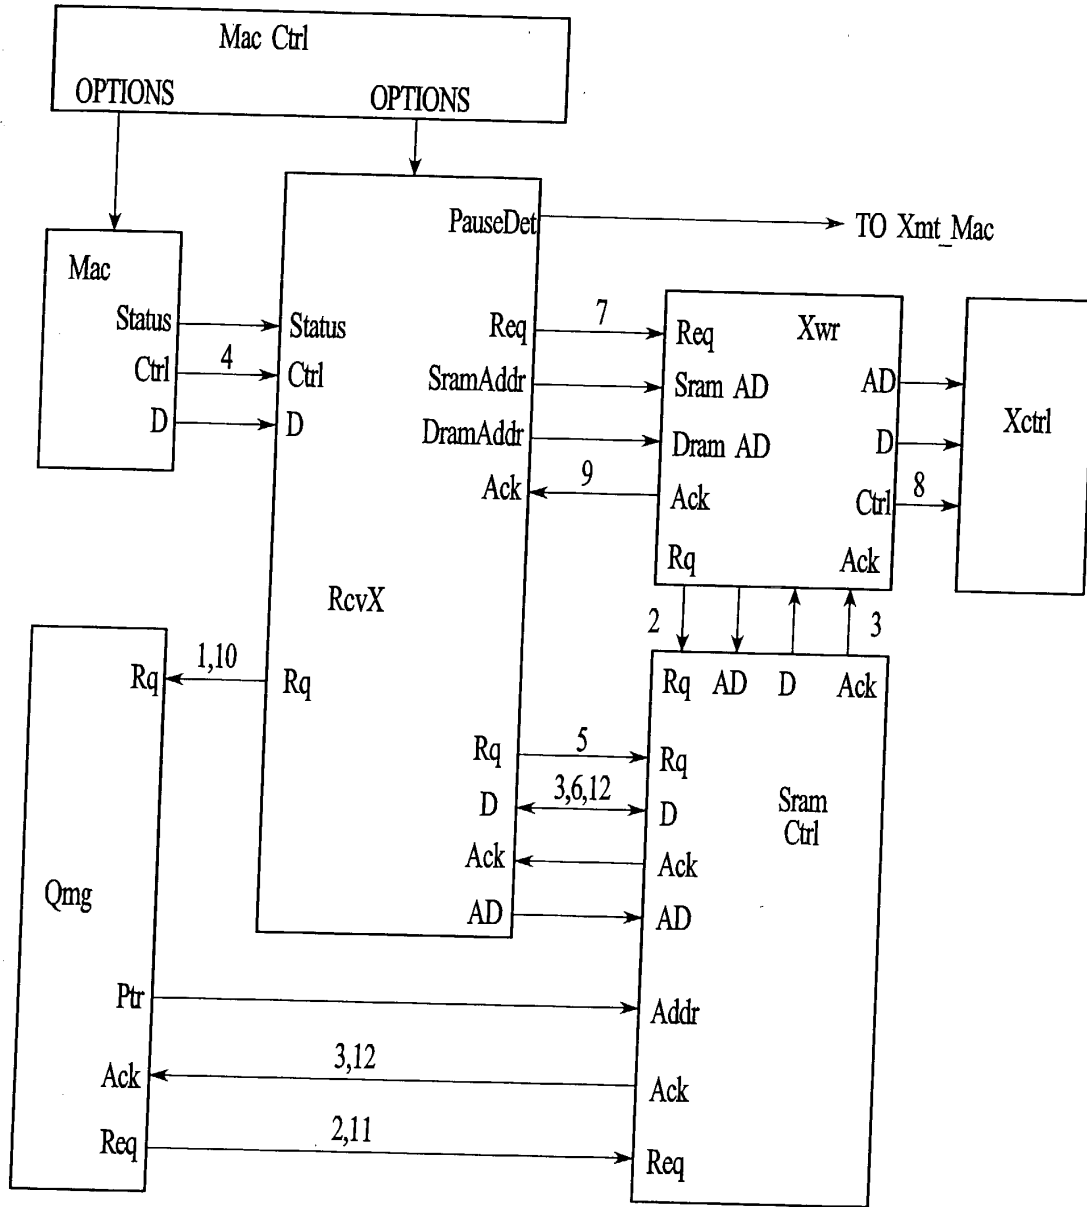 Mac Ctrl
OPTIONS OPTIONS
PauseDet TO Xmt_Mac
Mac
Status Status
Ctrl 4 Ctrl
D D
Req 7 Req Xwr
SramAddr Sram AD AD
DramAddr Dram AD D
Ack 9 Ack Ctrl 8
Xctrl
Rq Ack
RcvX
2 3
Rq 1,10 Rq
Rq AD D Ack
Rq 5 Rq
D 3,6,12 D
Sram
Ctrl
Ack Ack
AD AD
Qmg
Ptr Addr
Ack 3,12 Ack
Req 2,11 Req